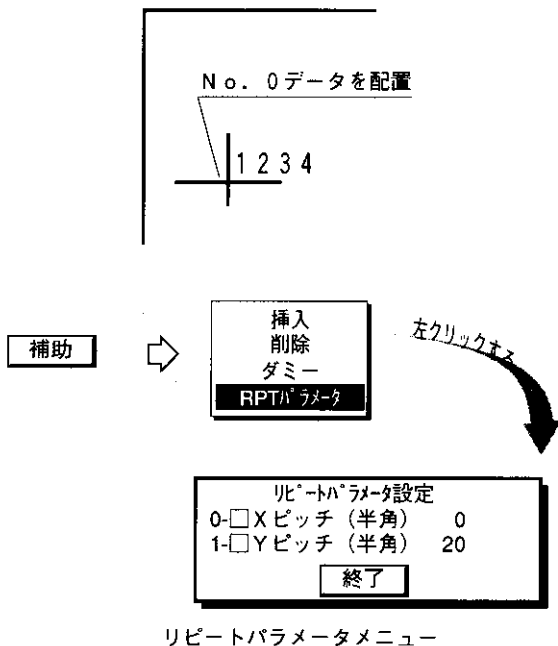 No. 0データを配置
1234
補助
挿入
削除
ダミー
RPTﾊﾟﾗﾒｰﾀ
左クリックする
ﾘﾋﾟｰﾄﾊﾟﾗﾒｰﾀ設定
0-□Xピッチ（半角） 0
1-□Yピッチ（半角） 20
終了
リピートパラメータメニュー